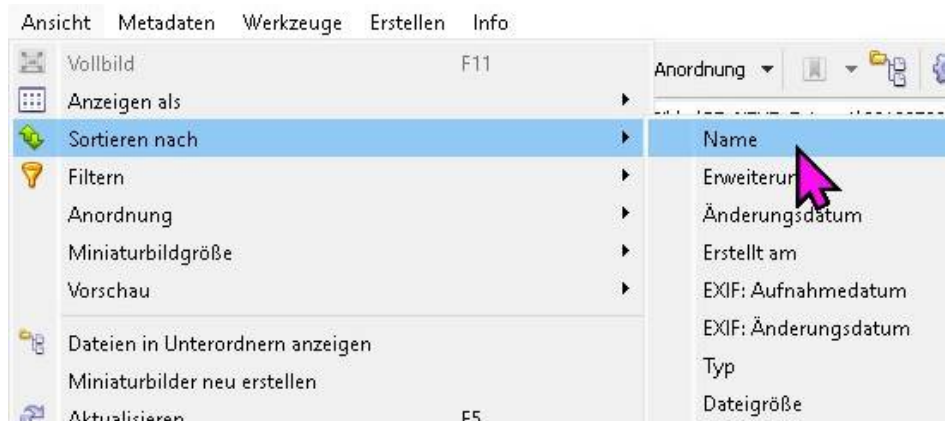 Ansicht Metadaten Werkzeuge Erstellen Info
Vollbild F11
Anordnung
Anzeigen als
Sortieren nach
Name
Filtern
Anordnung
Änderungsdatum
Miniaturbildgröße
Erstellt am
Vorschau
EXIF: Aufnahmedatum
EXIF: Änderungsdatum
Dateien in Unterordnern anzeigen
Typ
Miniaturbilder neu erstellen
Dateigröße
Aktualisieren F5